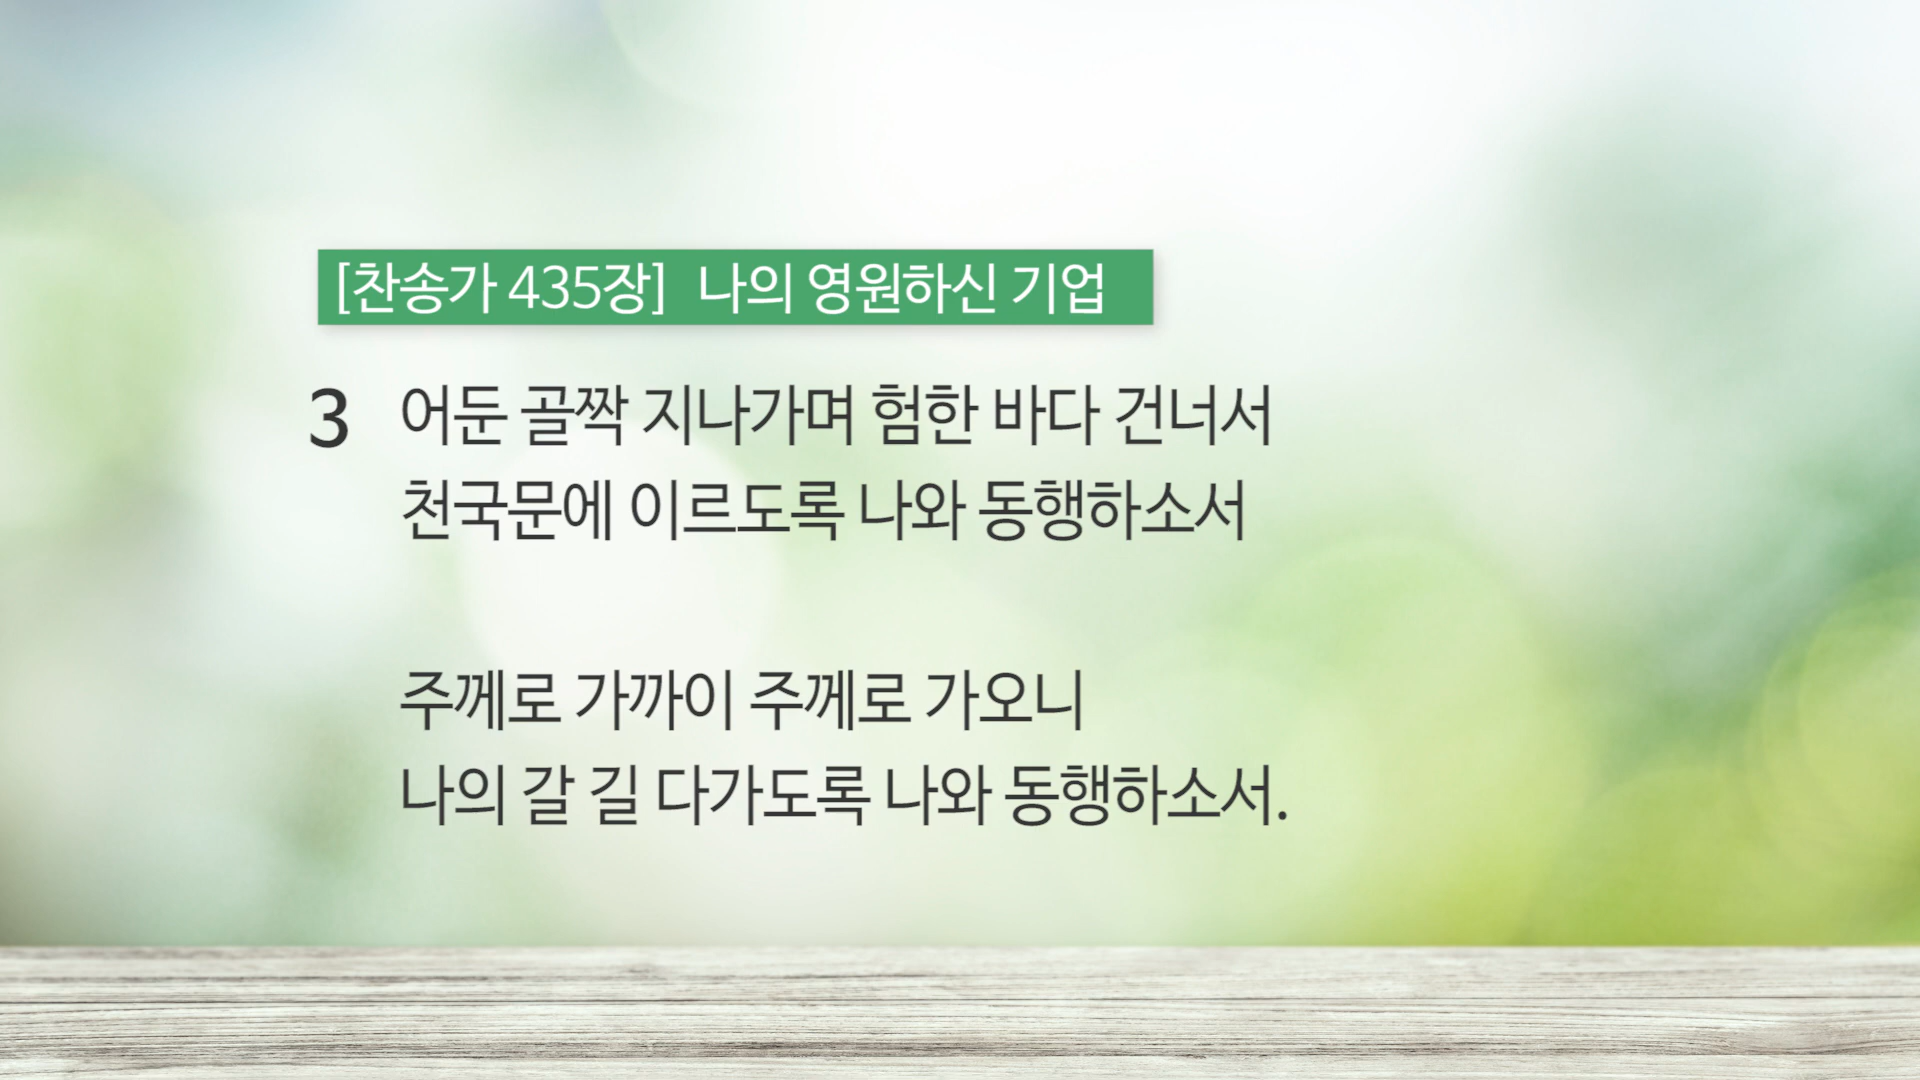 [찬송가 435장] 나의 영원하신 기업
3 어둔 골짝 지나가며 험한 바다 건너서
천국문에 이르도록 나와 동행하소서
주께로 가까이 주께로 가오니
나의 갈 길 다가도록 나와 동행하소서.